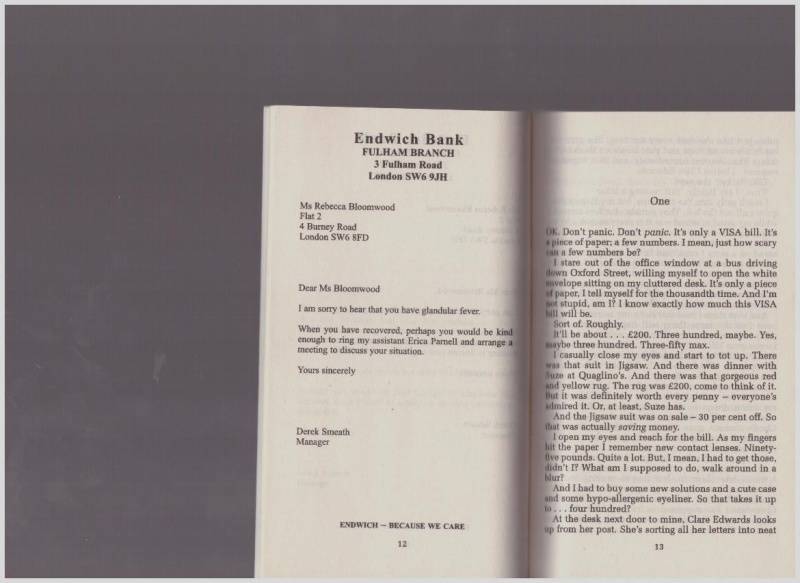 Endwich Bank
FULHAM BRANCH
3 Fulham Road
London SW6 9JH
Ms Rebecca Bloomwood
Flat 2
4 Burney Road
London SW6 8FD
Dear Ms Bloomwood
I am sorry to hear that you have glandular fever.
When you have recovered, perhaps you would be kind
enough to ring my assistant Erica Parnell and arrange a
meeting to discuss your situation.
Yours sincerely
Derek Smeath
Manager
ENDWICH – BECAUSE WE CARE
12
One
OK. Don't panic. Don't panic. It's only a VISA bill. It's
a piece of paper; a few numbers. I mean, just how scary
can a few numbers be?
I stare out of the office window at a bus driving
down Oxford Street, willing myself to open the white
envelope sitting on my cluttered desk. It's only a piece
of paper, I tell myself for the thousandth time. And I'm
not stupid, am I? I know exactly how much this VISA
bill will be.
Sort of. Roughly.
It'll be about . . . £200. Three hundred, maybe. Yes,
maybe three hundred. Three-fifty max.
I casually close my eyes and start to tot up. There
was that suit in Jigsaw. And there was dinner with
Suze at Quaglino's. And there was that gorgeous red
and yellow rug. The rug was £200, come to think of it.
But it was definitely worth every penny – everyone's
admired it. Or, at least, Suze has.
And the Jigsaw suit was on sale – 30 per cent off. So
that was actually saving money.
I open my eyes and reach for the bill. As my fingers
hit the paper I remember new contact lenses. Ninety-
five pounds. Quite a lot. But, I mean, I had to get those,
didn't I? What am I supposed to do, walk around in a
blur?
And I had to buy some new solutions and a cute case
and some hypo-allergenic eyeliner. So that takes it up
to . . . four hundred?
At the desk next door to mine, Clare Edwards looks
up from her post. She's sorting all her letters into neat
13